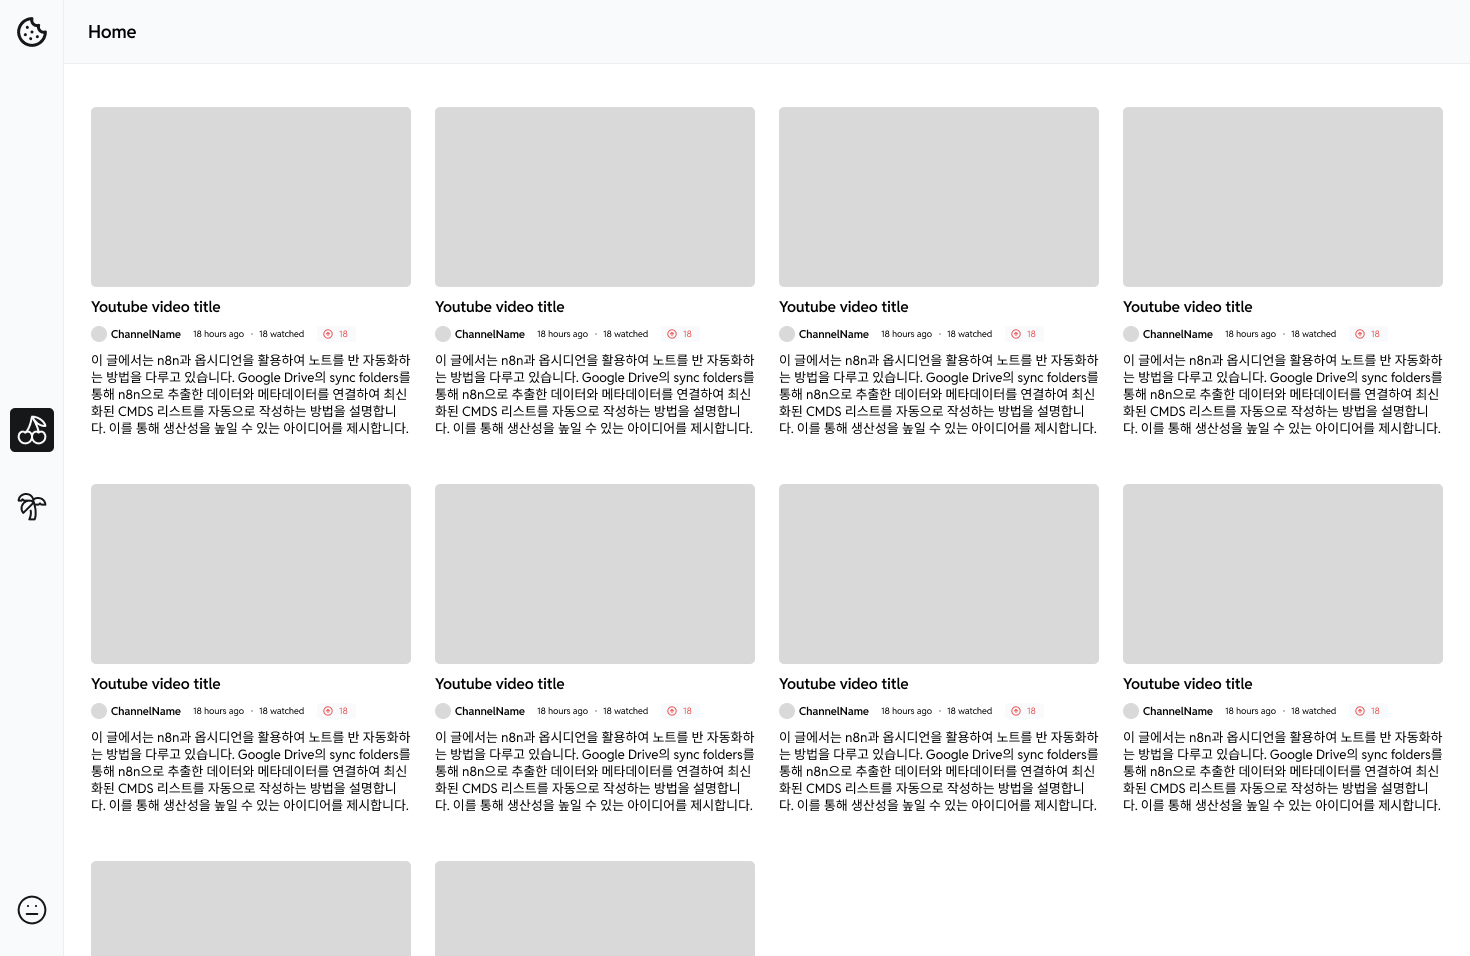 Home
Youtube video title
ChannelName 18 hours ago · 18 watched 18
이 글에서는 n8n과 옵시디언을 활용하여 노트를 반 자동화하
는 방법을 다루고 있습니다. Google Drive의 sync folders를
통해 n8n으로 추출한 데이터와 메타데이터를 연결하여 최신
화된 CMDS 리스트를 자동으로 작성하는 방법을 설명합니
다. 이를 통해 생산성을 높일 수 있는 아이디어를 제시합니다.
Youtube video title
ChannelName 18 hours ago · 18 watched 18
이 글에서는 n8n과 옵시디언을 활용하여 노트를 반 자동화하
는 방법을 다루고 있습니다. Google Drive의 sync folders를
통해 n8n으로 추출한 데이터와 메타데이터를 연결하여 최신
화된 CMDS 리스트를 자동으로 작성하는 방법을 설명합니
다. 이를 통해 생산성을 높일 수 있는 아이디어를 제시합니다.
Youtube video title
ChannelName 18 hours ago · 18 watched 18
이 글에서는 n8n과 옵시디언을 활용하여 노트를 반 자동화하
는 방법을 다루고 있습니다. Google Drive의 sync folders를
통해 n8n으로 추출한 데이터와 메타데이터를 연결하여 최신
화된 CMDS 리스트를 자동으로 작성하는 방법을 설명합니
다. 이를 통해 생산성을 높일 수 있는 아이디어를 제시합니다.
Youtube video title
ChannelName 18 hours ago · 18 watched 18
이 글에서는 n8n과 옵시디언을 활용하여 노트를 반 자동화하
는 방법을 다루고 있습니다. Google Drive의 sync folders를
통해 n8n으로 추출한 데이터와 메타데이터를 연결하여 최신
화된 CMDS 리스트를 자동으로 작성하는 방법을 설명합니
다. 이를 통해 생산성을 높일 수 있는 아이디어를 제시합니다.
Youtube video title
ChannelName 18 hours ago · 18 watched 18
이 글에서는 n8n과 옵시디언을 활용하여 노트를 반 자동화하
는 방법을 다루고 있습니다. Google Drive의 sync folders를
통해 n8n으로 추출한 데이터와 메타데이터를 연결하여 최신
화된 CMDS 리스트를 자동으로 작성하는 방법을 설명합니
다. 이를 통해 생산성을 높일 수 있는 아이디어를 제시합니다.
Youtube video title
ChannelName 18 hours ago · 18 watched 18
이 글에서는 n8n과 옵시디언을 활용하여 노트를 반 자동화하
는 방법을 다루고 있습니다. Google Drive의 sync folders를
통해 n8n으로 추출한 데이터와 메타데이터를 연결하여 최신
화된 CMDS 리스트를 자동으로 작성하는 방법을 설명합니
다. 이를 통해 생산성을 높일 수 있는 아이디어를 제시합니다.
Youtube video title
ChannelName 18 hours ago · 18 watched 18
이 글에서는 n8n과 옵시디언을 활용하여 노트를 반 자동화하
는 방법을 다루고 있습니다. Google Drive의 sync folders를
통해 n8n으로 추출한 데이터와 메타데이터를 연결하여 최신
화된 CMDS 리스트를 자동으로 작성하는 방법을 설명합니
다. 이를 통해 생산성을 높일 수 있는 아이디어를 제시합니다.
Youtube video title
ChannelName 18 hours ago · 18 watched 18
이 글에서는 n8n과 옵시디언을 활용하여 노트를 반 자동화하
는 방법을 다루고 있습니다. Google Drive의 sync folders를
통해 n8n으로 추출한 데이터와 메타데이터를 연결하여 최신
화된 CMDS 리스트를 자동으로 작성하는 방법을 설명합니
다. 이를 통해 생산성을 높일 수 있는 아이디어를 제시합니다.